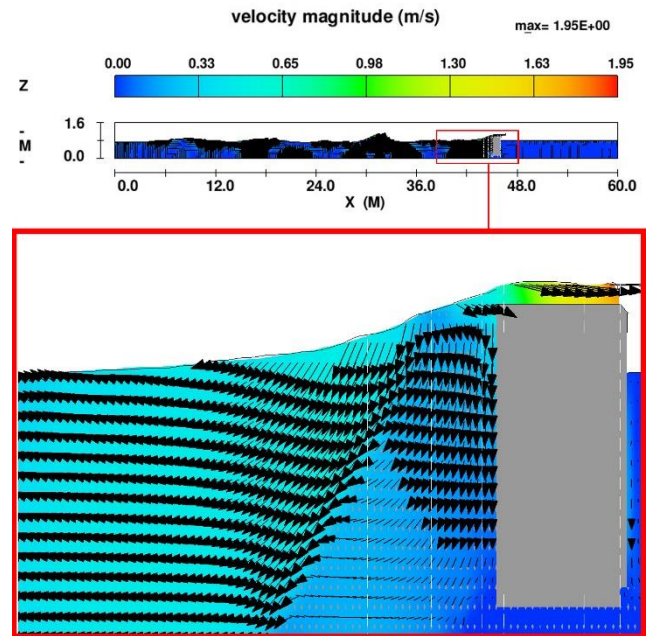 velocity magnitude (m/s)
max= 1.95E+00
0.00 0.33 0.65 0.98 1.30 1.63 1.95
Z
1.6
M
0.0
0.0 12.0 24.0 36.0 48.0 60.0
X (M)